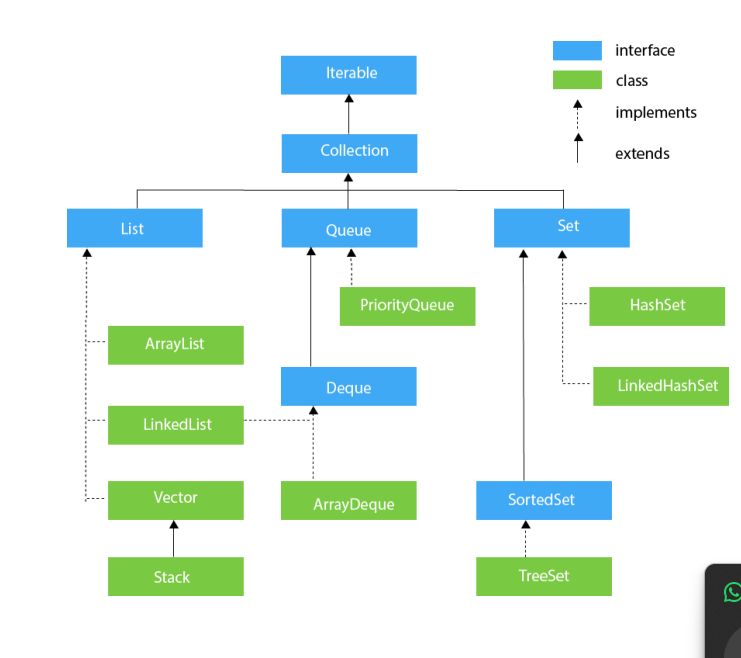 interface
class
implements
extends
Iterable
Collection
List
Queue
Set
PriorityQueue
HashSet
ArrayList
Deque
LinkedHashSet
LinkedList
Vector
ArrayDeque
SortedSet
Stack
TreeSet